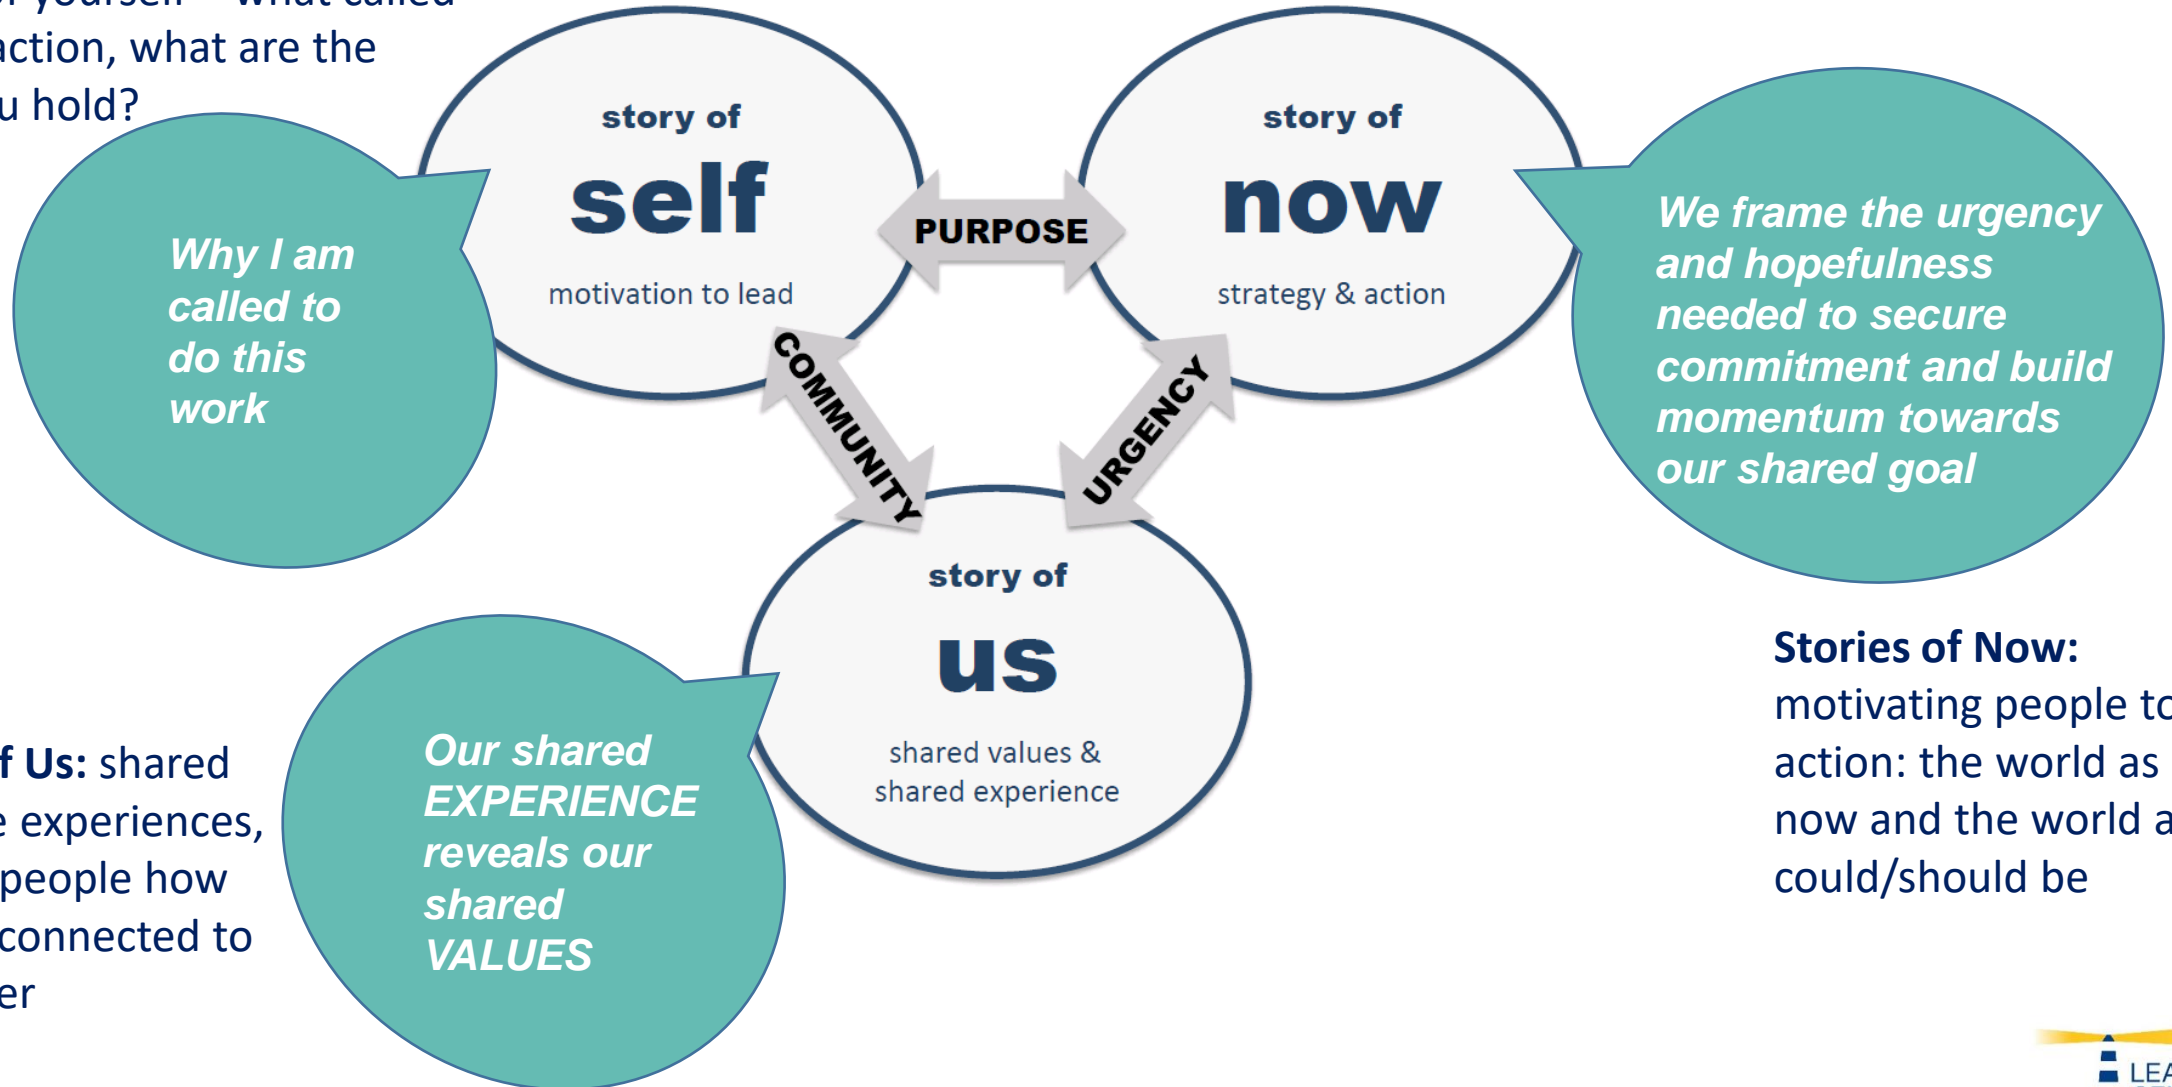 yourself – what called
action, what are the
u hold?
story of
self
motivation to lead
story of
now
strategy & action
PURPOSE
Why I am
called to
do this
work
We frame the urgency
and hopefulness
needed to secure
commitment and build
momentum towards
our shared goal
COMMUNITY
URGENCY
story of
us
shared values &
shared experience
Our shared
EXPERIENCE
reveals our
shared
VALUES
f Us: shared
e experiences,
people how
connected to
er
Stories of Now:
motivating people to
action: the world as
now and the world a
could/should be
LEA